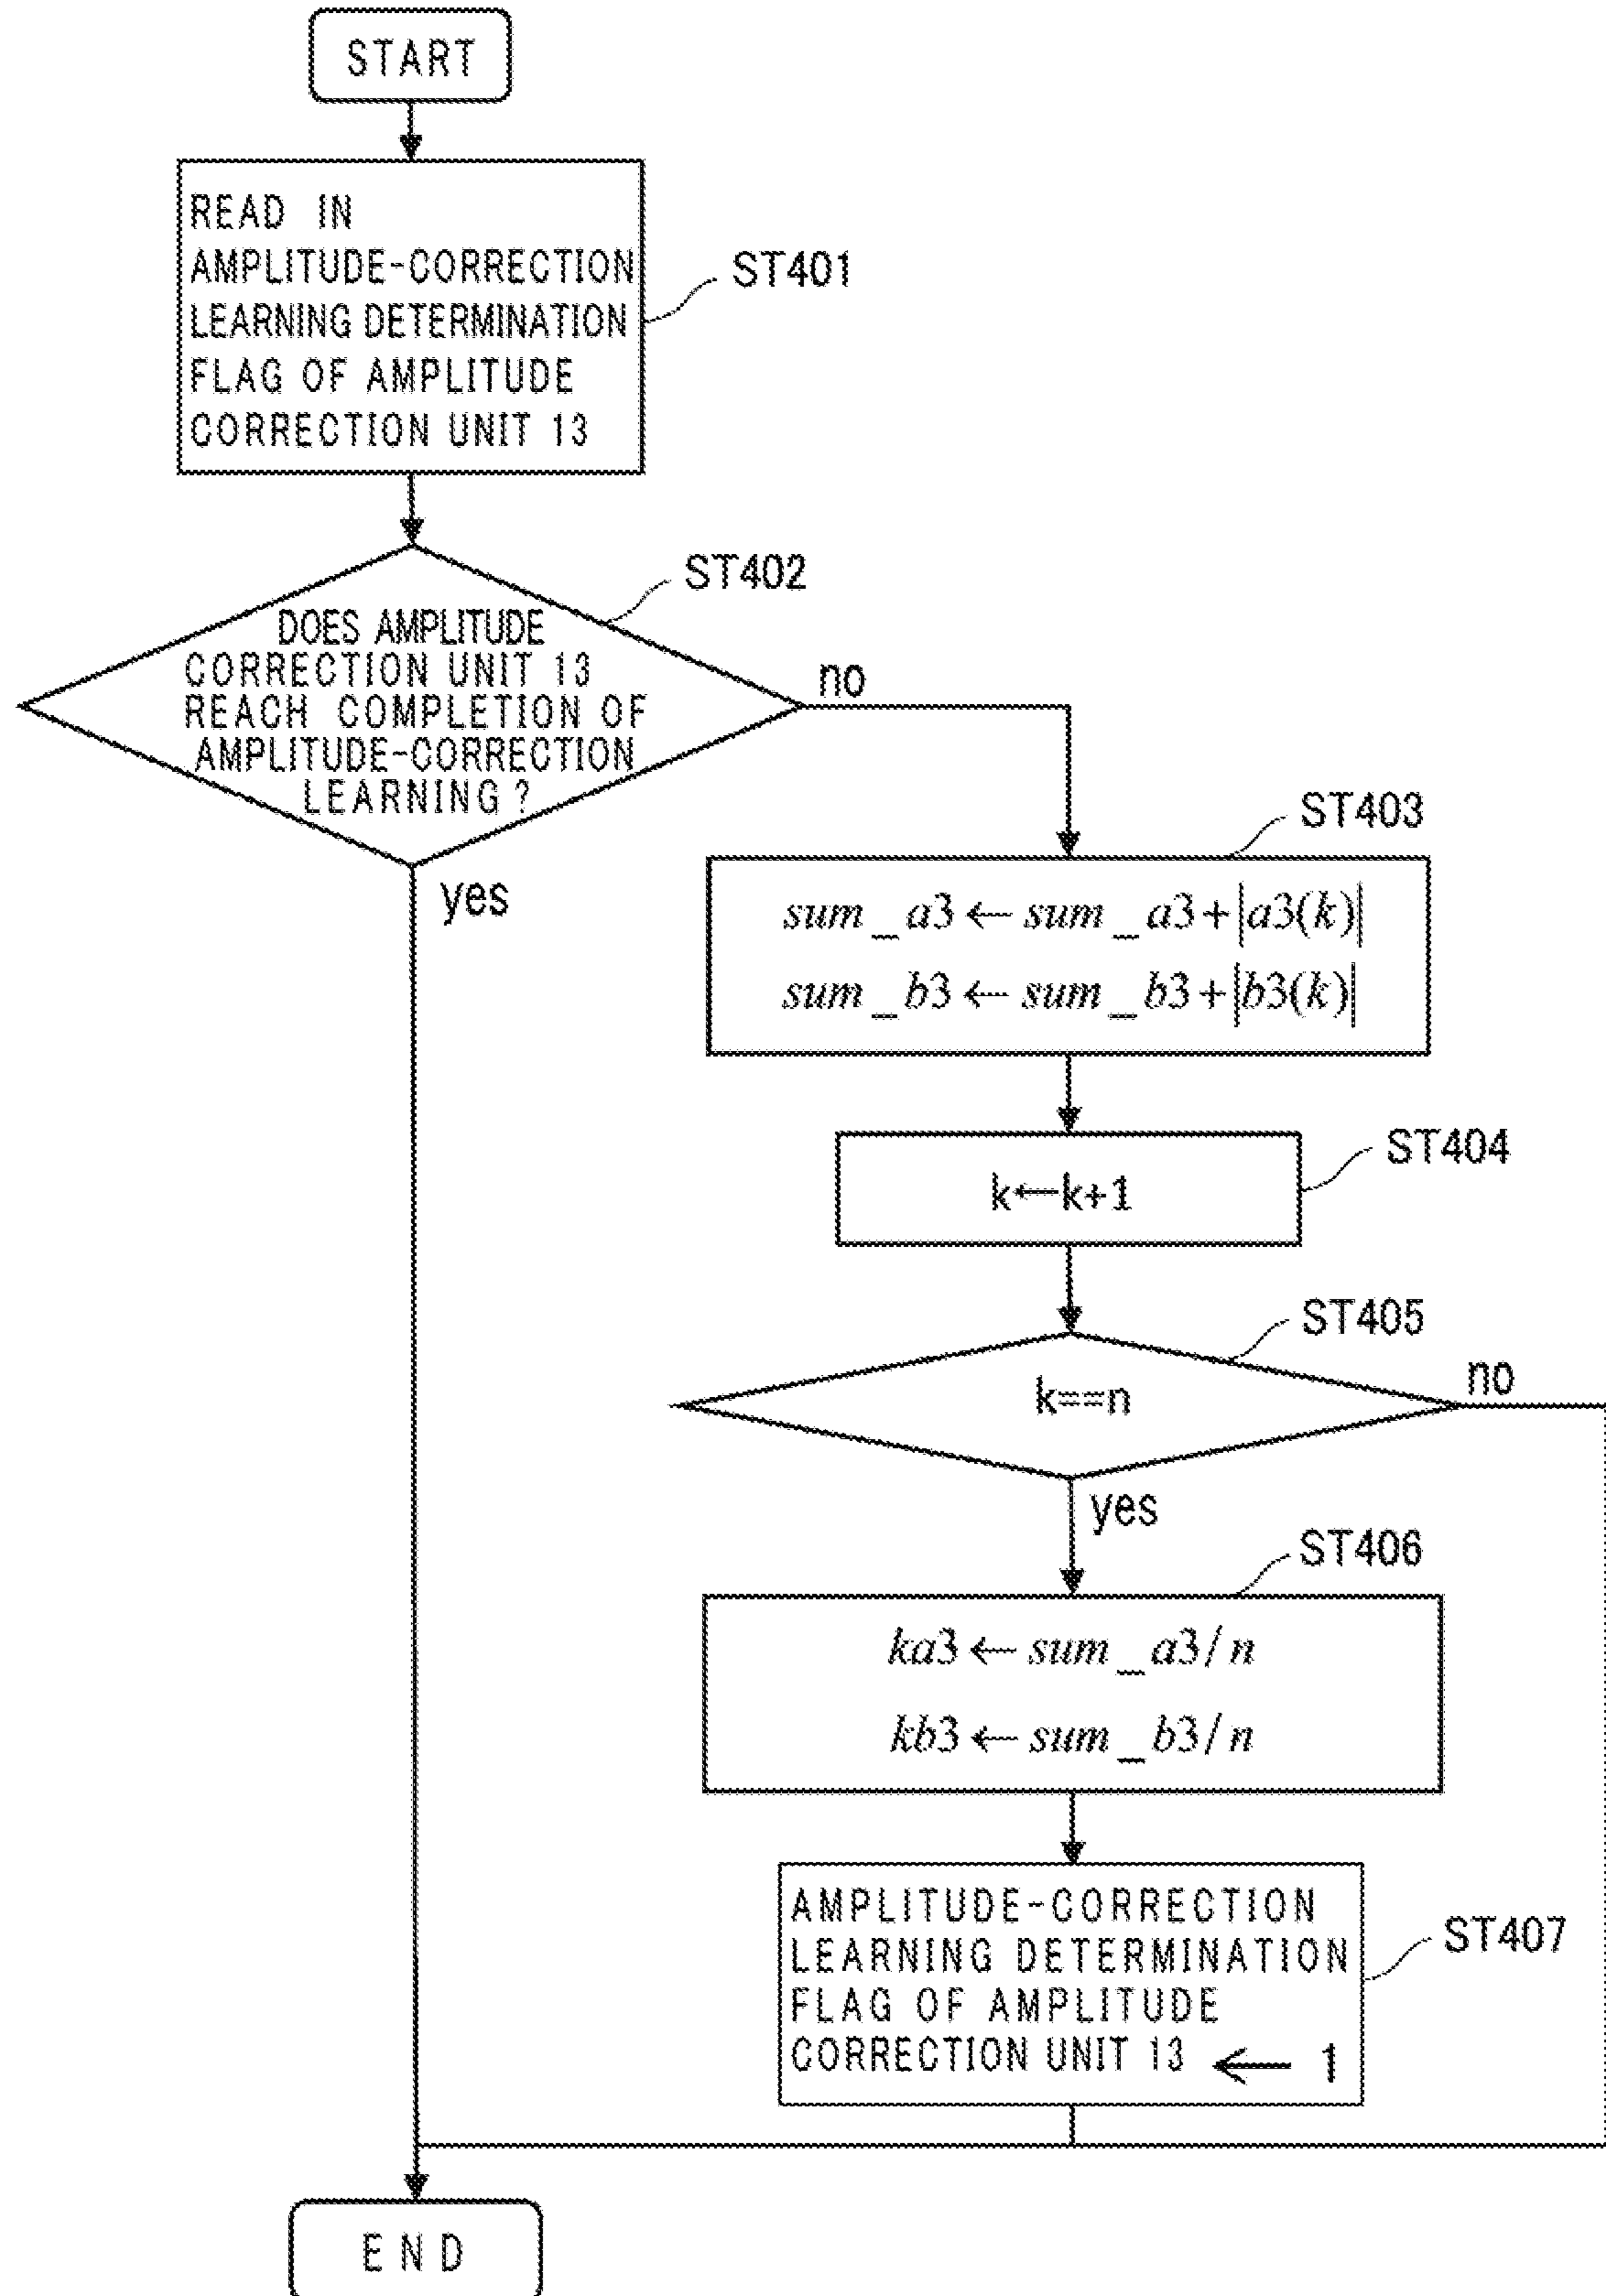 START
READ IN
AMPLITUDE-CORRECTION
LEARNING DETERMINATION
FLAG OF AMPLITUDE
CORRECTION UNIT 13
ST401
ST402
DOES AMPLITUDE
CORRECTION UNIT 13
REACH COMPLETION OF
AMPLITUDE-CORRECTION
LEARNING?
no
yes
ST403
sum_a3←sum_a3+|a3(k)|
sum_b3←sum_b3+|b3(k)|
ST404
k←k+1
ST405
k==n
no
yes
ST406
ka3←sum_a3/n
kb3←sum_b3/n
AMPLITUDE-CORRECTION
LEARNING DETERMINATION
FLAG OF AMPLITUDE
CORRECTION UNIT 13 ← 1
ST407
END